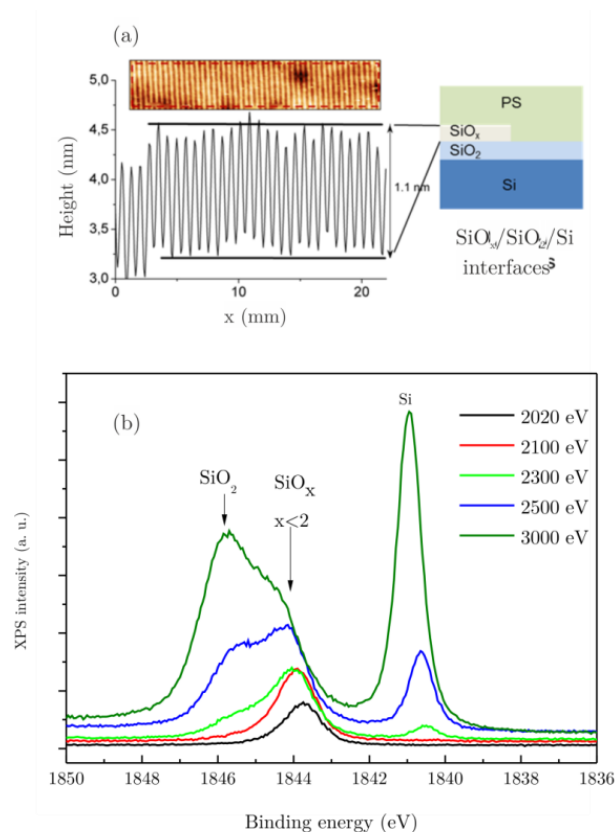 (a)
5,0
4,5
4,0
3,5
3,0
Height (nm)
0
10
20
x (mm)
1.1 nm
PS
SiOₓ
SiO₂
Si
interfaces
(b)
Si
SiO₂
SiOₓ
x<2
2020 eV
2100 eV
2300 eV
2500 eV
3000 eV
XPS intensity (a. u.)
1850 1848 1846 1844 1842 1840 1838 1836
Binding energy (eV)